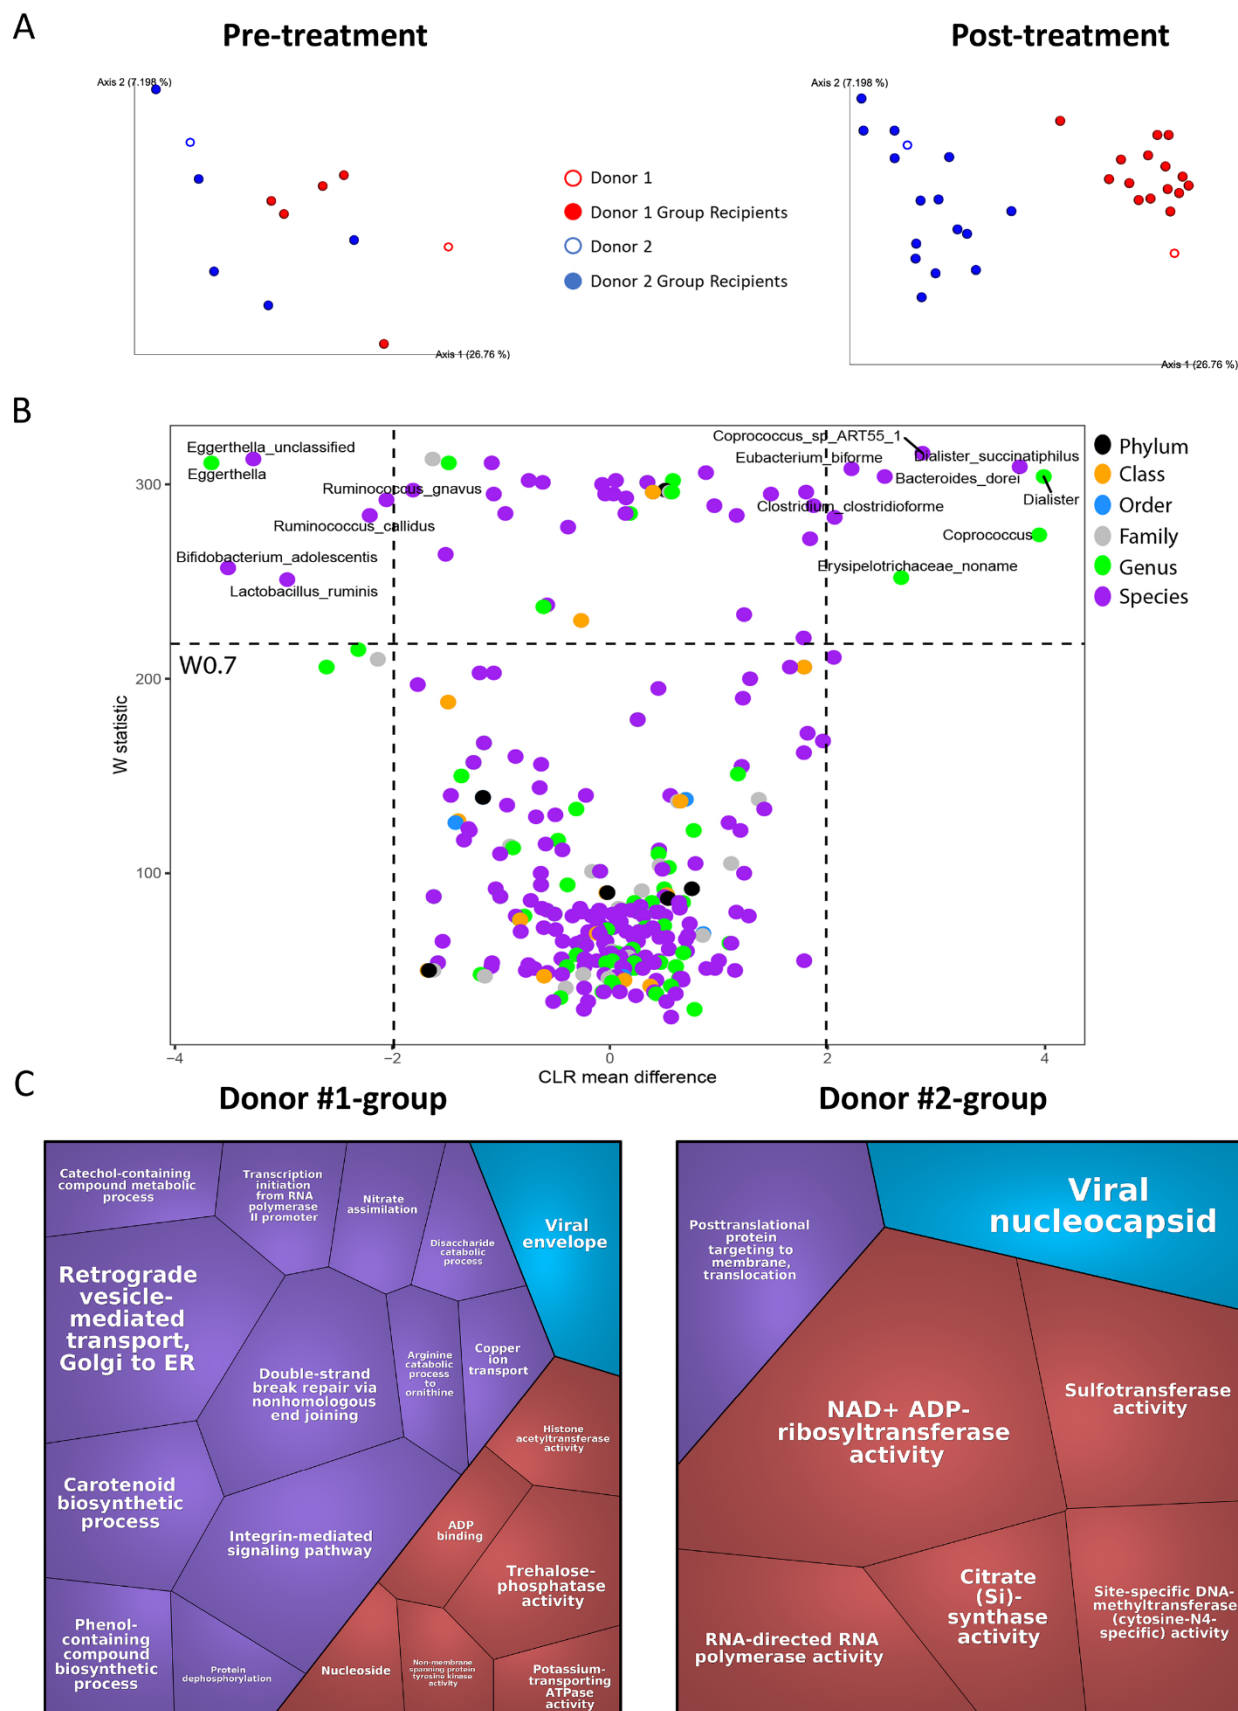 A
Pre-treatment
Post-treatment
Axis 2 (7.198 %)
Axis 1 (26.76 %)
Donor 1
Donor 1 Group Recipients
Donor 2
Donor 2 Group Recipients
Axis 2 (7.198 %)
Axis 1 (26.76 %)
B
Eggerthella_unclassified
Eggerthella
Ruminococcus_gnavus
Ruminococcus_callidus
Bifidobacterium_adolescentis
Lactobacillus_ruminis
Coprococcus_sp_ART55_1
Eubacterium_biforme
Dialister_succinatiphilus
Bacteroides_dorei
Dialister
Clostridium_clostridioforme
Coprococcus
Erysipelotrichaceae_noname
W0.7
W statistic
300
200
100
−4
−2
0
2
4
CLR mean difference
Phylum
Class
Order
Family
Genus
Species
C
Donor #1-group
Catechol-containing
compound metabolic
process
Transcription
initiation
from RNA
polymerase
II promoter
Nitrate
assimilation
Disaccharide
catabolic
process
Viral
envelope
Retrograde
vesicle-
mediated
transport,
Golgi to ER
Double-strand
break repair via
nonhomologous
end joining
Arginine
catabolic
process
to
ornithine
Copper
ion
transport
Histone
acetyltransferase
activity
Carotenoid
biosynthetic
process
Integrin-mediated
signaling pathway
ADP
binding
Trehalose-
phosphatase
activity
Phenol-
containing
compound
biosynthetic
process
Protein
dephosphorylation
Nucleoside
Non-membrane
spanning protein
tyrosine kinase
activity
Potassium-
transporting
ATPase
activity
Donor #2-group
Posttranslational
protein
targeting to
membrane,
translocation
Viral
nucleocapsid
NAD+ ADP-
ribosyltransferase
activity
Sulfotransferase
activity
RNA-directed RNA
polymerase activity
Citrate
(Si)-
synthase
activity
Site-specific DNA-
methyltransferase
(cytosine-N4-
specific) activity